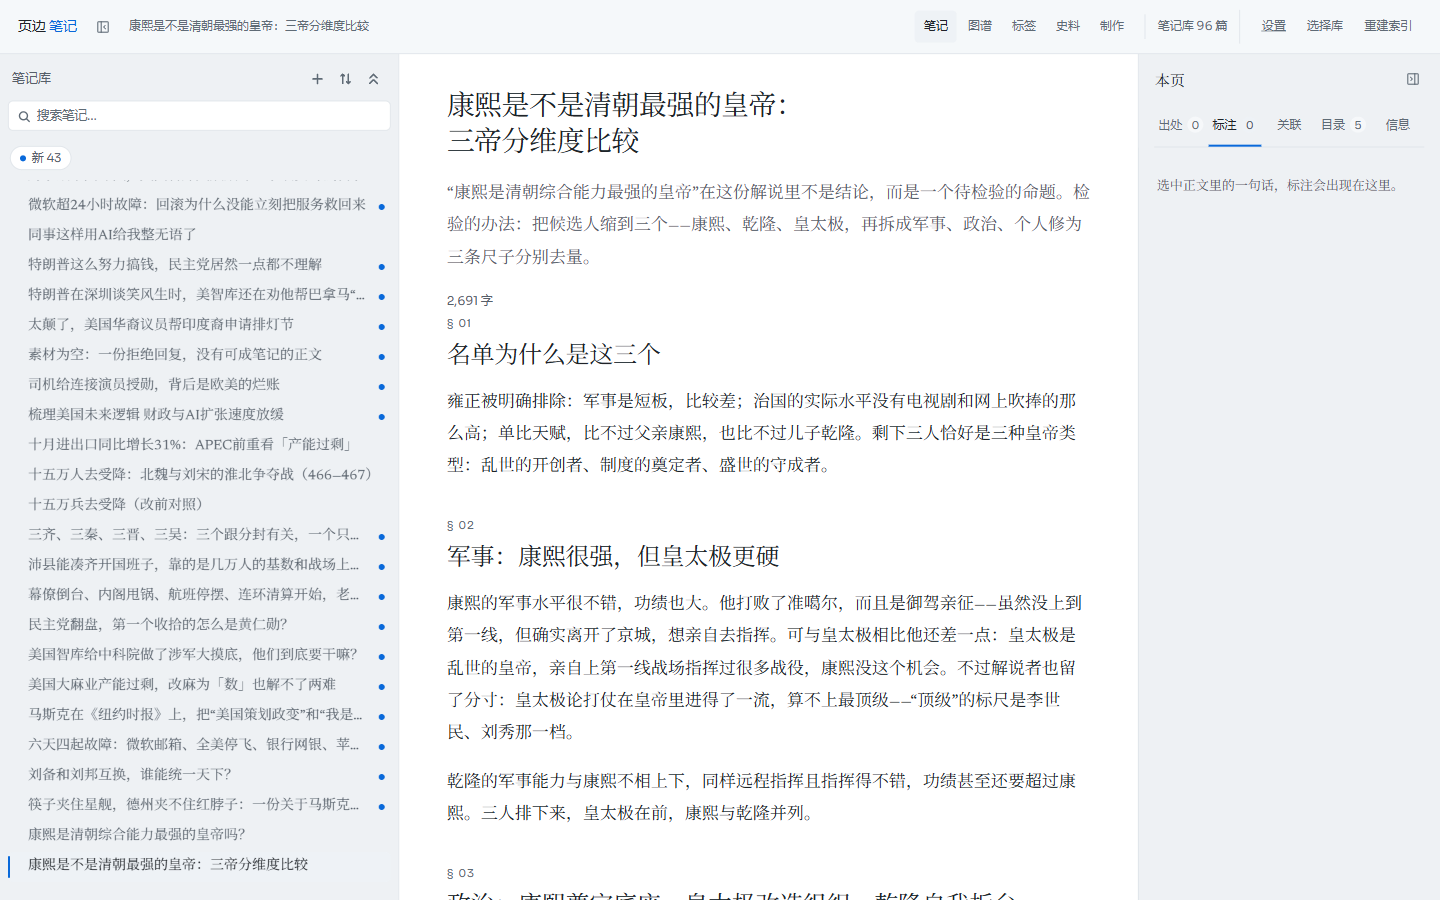 页边 笔记
康熙是不是清朝最强的皇帝：三帝分维度比较
笔记 图谱 标签 史料 制作 笔记库 96 篇 设置 选择库 重建索引
笔记库
搜索笔记...
新 43
微软超24小时故障：回滚为什么没能立刻把服务救回来
同事这样用AI给我整无语了
特朗普这么努力搞钱，民主党居然一点都不理解
特朗普在深圳谈笑风生时，美智库还在劝他帮巴拿马“...
太颠了，美国华裔议员帮印度裔申请排灯节
素材为空：一份拒绝回复，没有可成笔记的正文
司机给连接演员授勋，背后是欧美的烂账
梳理美国未来逻辑 财政与AI扩张速度放缓
十月进出口同比增长31%：APEC前重看「产能过剩」
十五万人去受降：北魏与刘宋的淮北争夺战（466–467）
十五万兵去受降（改前对照）
三齐、三秦、三晋、三吴：三个跟分封有关，一个只...
沛县能凑齐开国班子，靠的是几万人的基数和战场上...
幕僚倒台、内阁甩锅、航班停摆、连环清算开始，老...
民主党翻盘，第一个收拾的怎么是黄仁勋？
美国智库给中科院做了涉军大摸底，他们到底要干嘛？
美国大麻业产能过剩，改麻为「数」也解不了两难
马斯克在《纽约时报》上，把“美国策划政变”和“我是...
六天四起故障：微软邮箱、全美停飞、银行网银、苹...
刘备和刘邦互换，谁能统一天下？
筷子夹住星舰，德州夹不住红脖子：一份关于马斯克...
康熙是清朝综合能力最强的皇帝吗？
康熙是不是清朝最强的皇帝：三帝分维度比较
康熙是不是清朝最强的皇帝：
三帝分维度比较
“康熙是清朝综合能力最强的皇帝”在这份解说里不是结论，而是一个待检验的命题。检
验的办法：把候选人缩到三个——康熙、乾隆、皇太极，再拆成军事、政治、个人修为
三条尺子分别去量。
2,691 字
§ 01
名单为什么是这三个
雍正被明确排除：军事是短板，比较差；治国的实际水平没有电视剧和网上吹捧的那
么高；单比天赋，比不过父亲康熙，也比不过儿子乾隆。剩下三人恰好是三种皇帝类
型：乱世的开创者、制度的奠定者、盛世的守成者。
§ 02
军事：康熙很强，但皇太极更硬
康熙的军事水平很不错，功绩也大。他打败了准噶尔，而且是御驾亲征——虽然没上到
第一线，但确实离开了京城，想亲自去指挥。可与皇太极相比他还差一点：皇太极是
乱世的皇帝，亲自上第一线战场指挥过很多战役，康熙没这个机会。不过解说者也留
了分寸：皇太极论打仗在皇帝里进得了一流，算不上最顶级——“顶级”的标尺是李世
民、刘秀那一档。
乾隆的军事能力与康熙不相上下，同样远程指挥且指挥得不错，功绩甚至还要超过康
熙。三人排下来，皇太极在前，康熙与乾隆并列。
§ 03
本页
出处 0 标注 0 关联 目录 5 信息
选中正文里的一句话，标注会出现在这里。